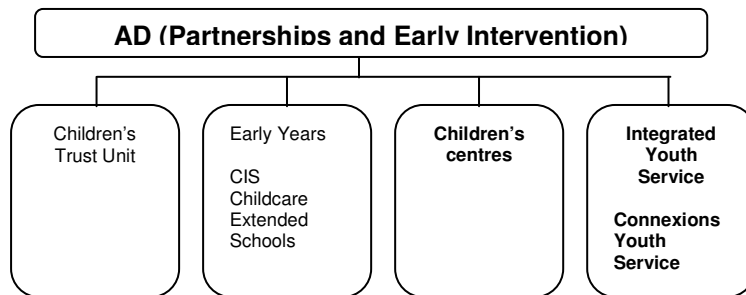 AD (Partnerships and Early Intervention)
Children's
Trust Unit
Early Years
CIS
Childcare
Extended
Schools
Children's
centres
Integrated
Youth
Service
Connexions
Youth
Service